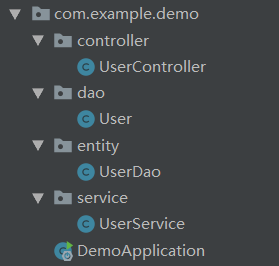 com.example.demo
controller
UserController
dao
User
entity
UserDao
service
UserService
DemoApplication